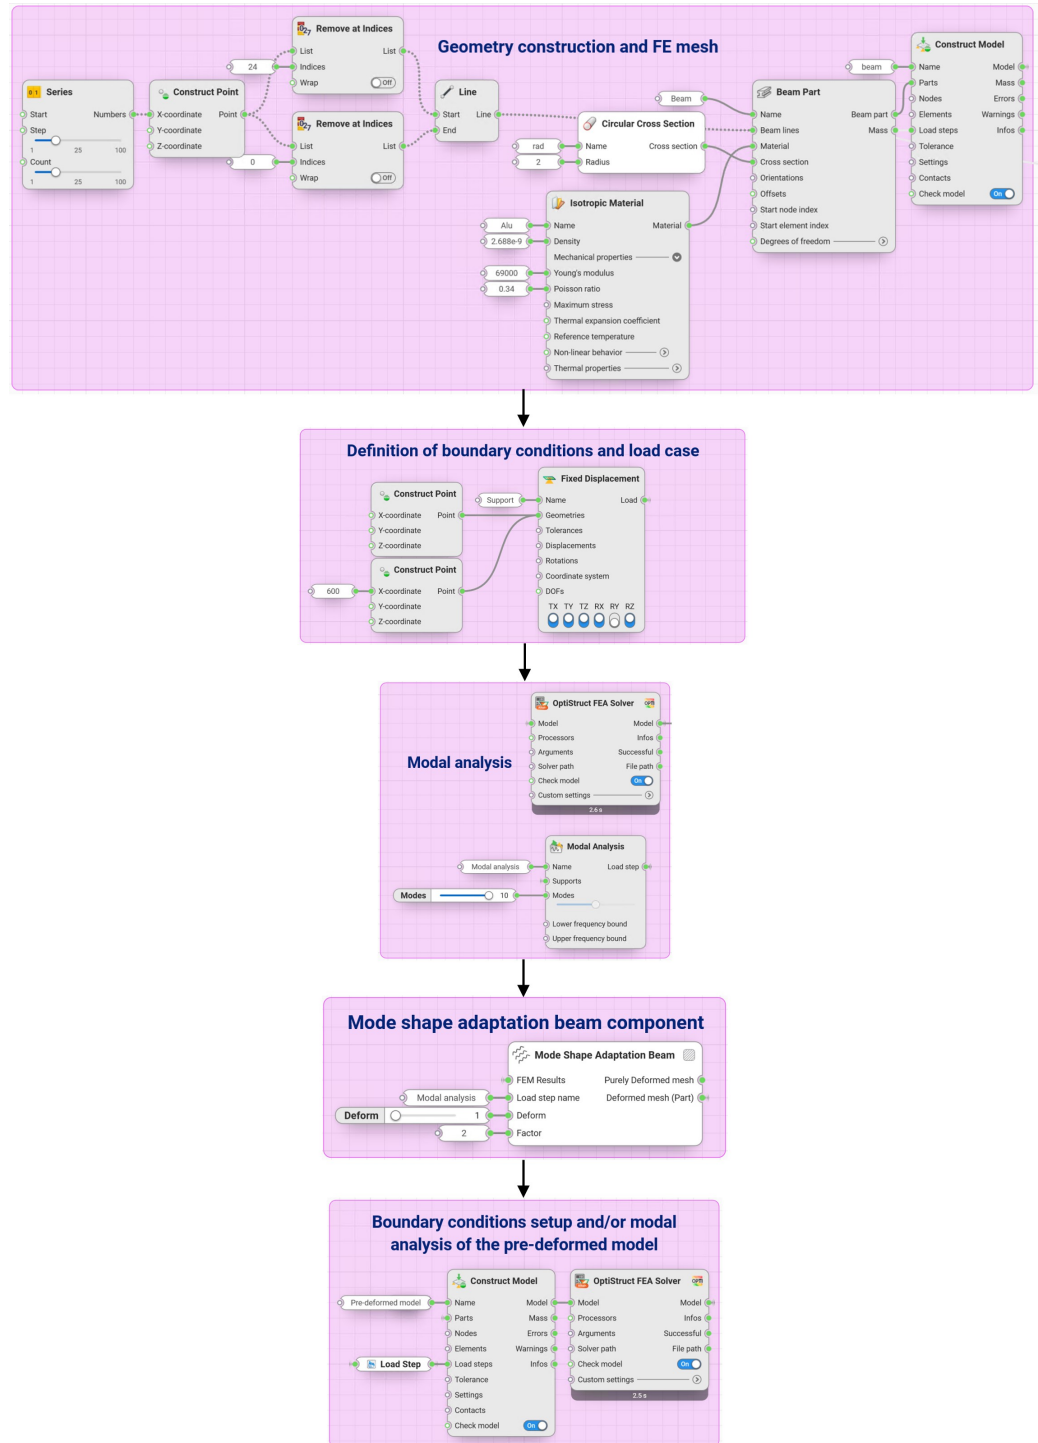 Geometry construction and FE mesh
Remove at Indices
List List
24 Indices
Wrap Off
Series
Start Numbers
Step
1 25 100
Count
1 25 100
Construct Point
X-coordinate Point
Y-coordinate
Z-coordinate
Remove at Indices
List List
0 Indices
Wrap Off
Line
Start Line
End
Circular Cross Section
rad Name Cross section
2 Radius
Isotropic Material
Alu Name Material
2.688e-9 Density
Mechanical properties
69000 Young's modulus
0.34 Poisson ratio
Maximum stress
Thermal expansion coefficient
Reference temperature
Non-linear behavior
Thermal properties
Beam Part
Beam Name Beam part
Beam lines Mass
Material
Cross section
Orientations
Offsets
Start node index
Start element index
Degrees of freedom
Construct Model
beam Name Model
Parts Mass
Nodes Errors
Elements Warnings
Load steps Infos
Tolerance
Settings
Contacts
Check model On
Definition of boundary conditions and load case
Construct Point
X-coordinate Point
Y-coordinate
Z-coordinate
Construct Point
600 X-coordinate Point
Y-coordinate
Z-coordinate
Fixed Displacement
Support Name Load
Geometries
Tolerances
Displacements
Rotations
Coordinate system
DOFs
TX TY TZ RX RY RZ
Modal analysis
OptiStruct FEA Solver OPTI
Model Model
Processors Infos
Arguments Successful
Solver path File path
Check model On
Custom settings
2.6 s
Modal Analysis
Modal analysis Name Load step
Supports
Modes 10 Modes
Lower frequency bound
Upper frequency bound
Mode shape adaptation beam component
Mode Shape Adaptation Beam
FEM Results Purely Deformed mesh
Modal analysis Load step name Deformed mesh (Part)
Deform 1 Deform
2 Factor
Boundary conditions setup and/or modal
analysis of the pre-deformed model
Construct Model
Pre-deformed model Name Model
Parts Mass
Nodes Errors
Elements Warnings
Load Step Load steps Infos
Tolerance
Settings
Contacts
Check model On
OptiStruct FEA Solver OPTI
Model Model
Processors Infos
Arguments Successful
Solver path File path
Check model On
Custom settings
2.5 s